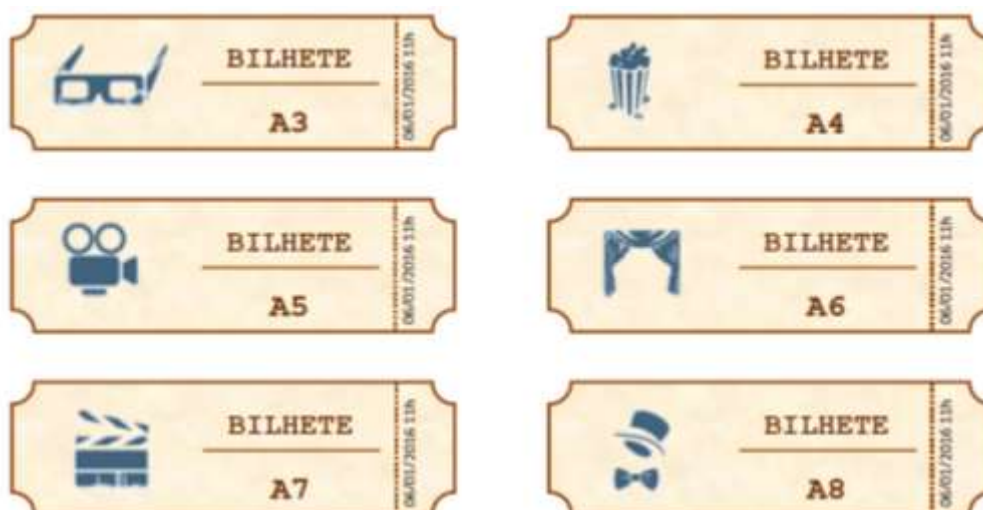 BILHETE
A3
06/01/2016 11h
BILHETE
A4
06/01/2016 11h
BILHETE
A5
06/01/2016 11h
BILHETE
A6
06/01/2016 11h
BILHETE
A7
06/01/2016 11h
BILHETE
A8
06/01/2016 11h